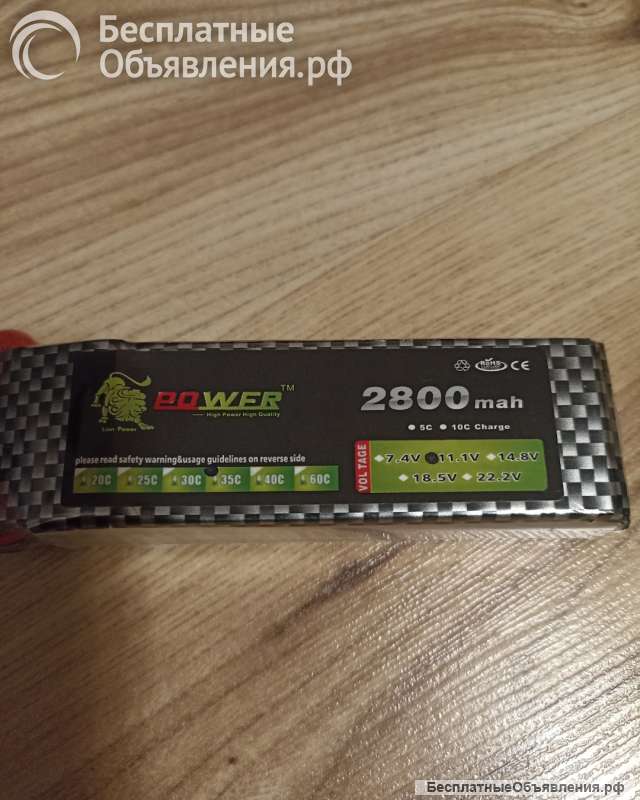 Бесплатные
Объявления.рф
Lion Power
POWER™
High Power High Quality
2800 mah
RoHS CE
5C 10C Charge
please read safety warning&usage guidelines on reverse side
20C 25C 30C 35C 40C 60C
VOLTAGE
7.4V 11.1V 14.8V
18.5V 22.2V
БесплатныеОбъявления.рф